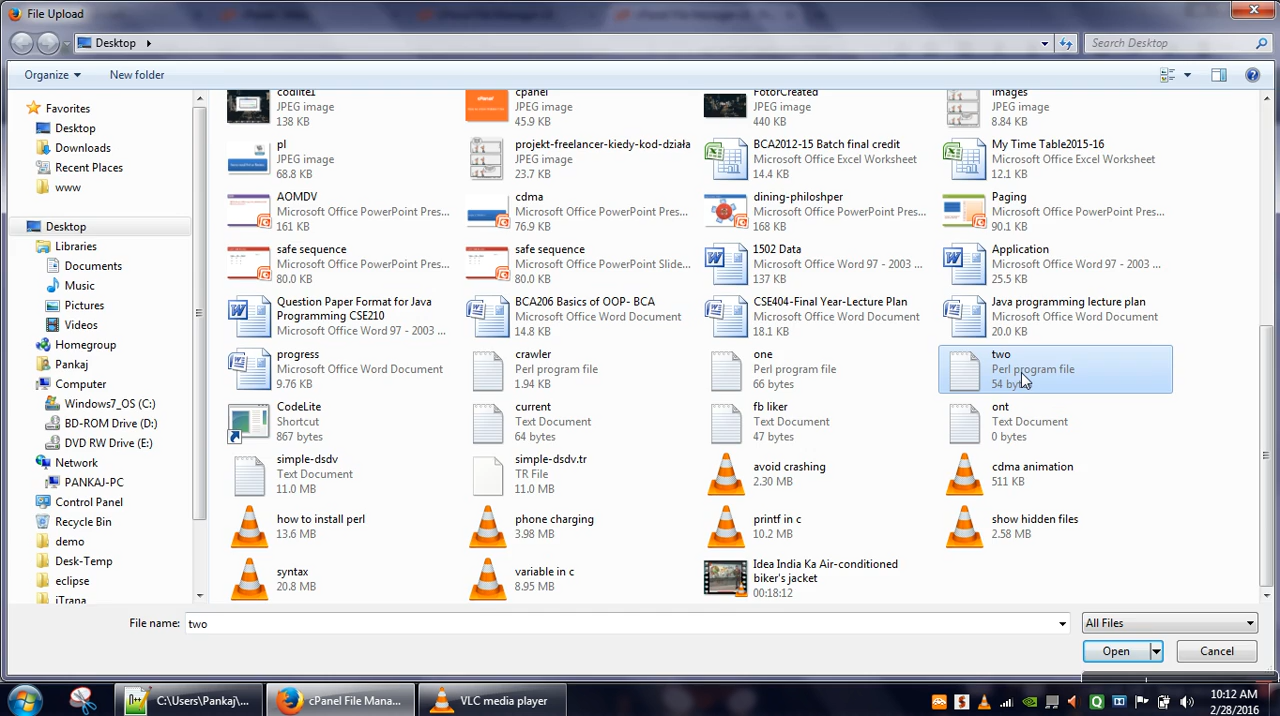 File Upload
Desktop
Search Desktop
Organize
New folder
Favorites
Desktop
Downloads
Recent Places
www
Desktop
Libraries
Documents
Music
Pictures
Videos
Homegroup
Pankaj
Computer
Windows7_OS (C:)
BD-ROM Drive (D:)
DVD RW Drive (E:)
Network
PANKAJ-PC
Control Panel
Recycle Bin
demo
Desk-Temp
eclipse
iTrana
codlite1
JPEG image
138 KB
cpanel
JPEG image
45.9 KB
FotorCreated
JPEG image
440 KB
images
JPEG image
8.84 KB
pl
JPEG image
68.8 KB
projekt-freelancer-kiedy-kod-działa
JPEG image
23.7 KB
BCA2012-15 Batch final credit
Microsoft Office Excel Worksheet
14.4 KB
My Time Table2015-16
Microsoft Office Excel Worksheet
12.1 KB
AOMDV
Microsoft Office PowerPoint Pres...
161 KB
cdma
Microsoft Office PowerPoint Pres...
76.9 KB
dining-philoshper
Microsoft Office PowerPoint Pres...
168 KB
Paging
Microsoft Office PowerPoint Pres...
90.1 KB
safe sequence
Microsoft Office PowerPoint Pres...
80.0 KB
safe sequence
Microsoft Office PowerPoint Slide...
80.0 KB
1502 Data
Microsoft Office Word 97 - 2003 ...
137 KB
Application
Microsoft Office Word 97 - 2003 ...
25.5 KB
Question Paper Format for Java
Programming CSE210
Microsoft Office Word 97 - 2003 ...
BCA206 Basics of OOP- BCA
Microsoft Office Word Document
14.8 KB
CSE404-Final Year-Lecture Plan
Microsoft Office Word Document
18.1 KB
Java programming lecture plan
Microsoft Office Word Document
20.0 KB
progress
Microsoft Office Word Document
9.76 KB
crawler
Perl program file
1.94 KB
one
Perl program file
66 bytes
two
Perl program file
54 bytes
CodeLite
Shortcut
867 bytes
current
Text Document
64 bytes
fb liker
Text Document
47 bytes
ont
Text Document
0 bytes
simple-dsdv
Text Document
11.0 MB
simple-dsdv.tr
TR File
11.0 MB
avoid crashing
2.30 MB
cdma animation
511 KB
how to install perl
13.6 MB
phone charging
3.98 MB
printf in c
10.2 MB
show hidden files
2.58 MB
syntax
20.8 MB
variable in c
8.95 MB
Idea India Ka Air-conditioned
biker's jacket
00:18:12
File name:
two
All Files
Open
Cancel
C:\Users\Pankaj\...
cPanel File Mana...
VLC media player
10:12 AM
2/28/2016